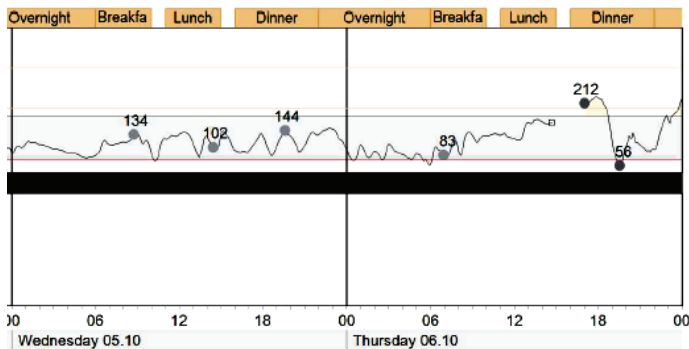 Overnight Breakfa Lunch Dinner Overnight Breakfa Lunch Dinner
212
134 144
102 83
56
00 06 12 18 00 06 12 18 00
Wednesday 05.10 Thursday 06.10